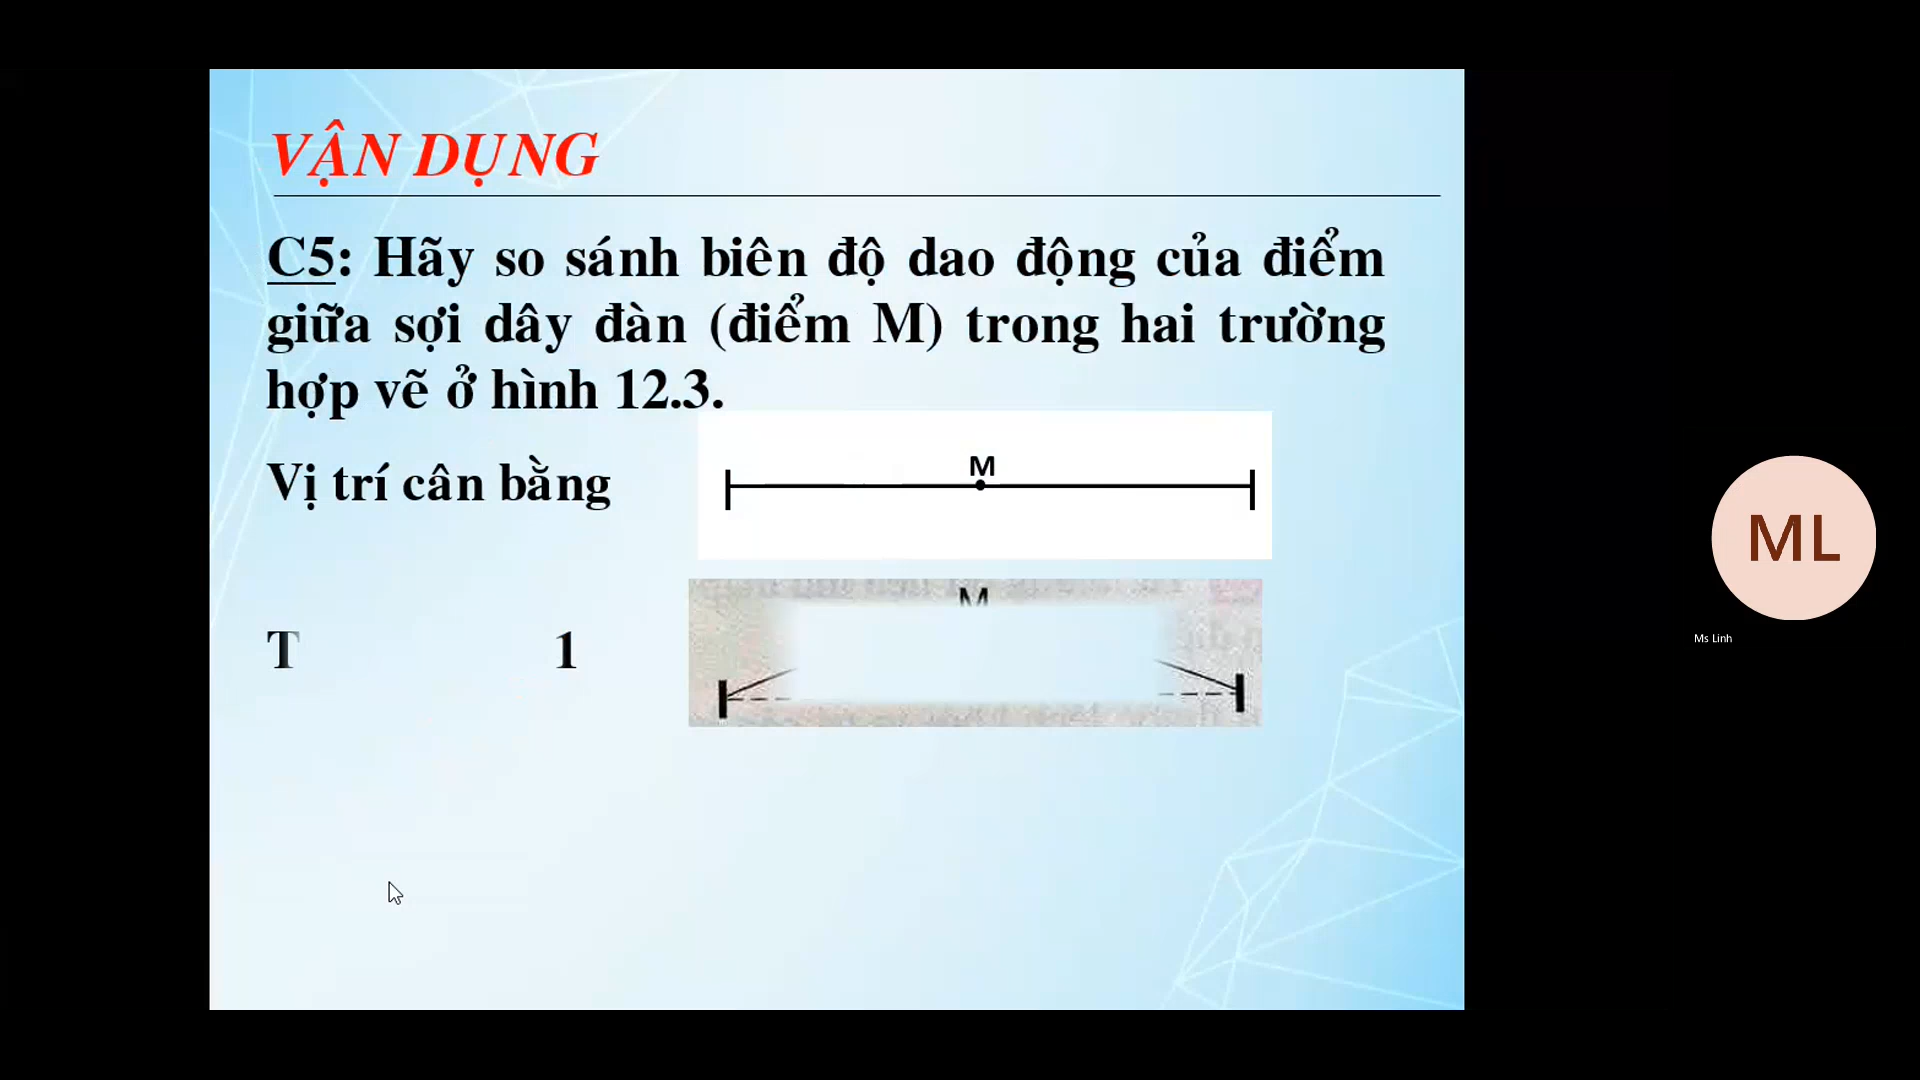 VẬN DỤNG
C5: Hãy so sánh biên độ dao động của điểm
giữa sợi dây đàn (điểm M) trong hai trường
hợp vẽ ở hình 12.3.
Vị trí cân bằng
M
M
T 1
ML
Ms Linh